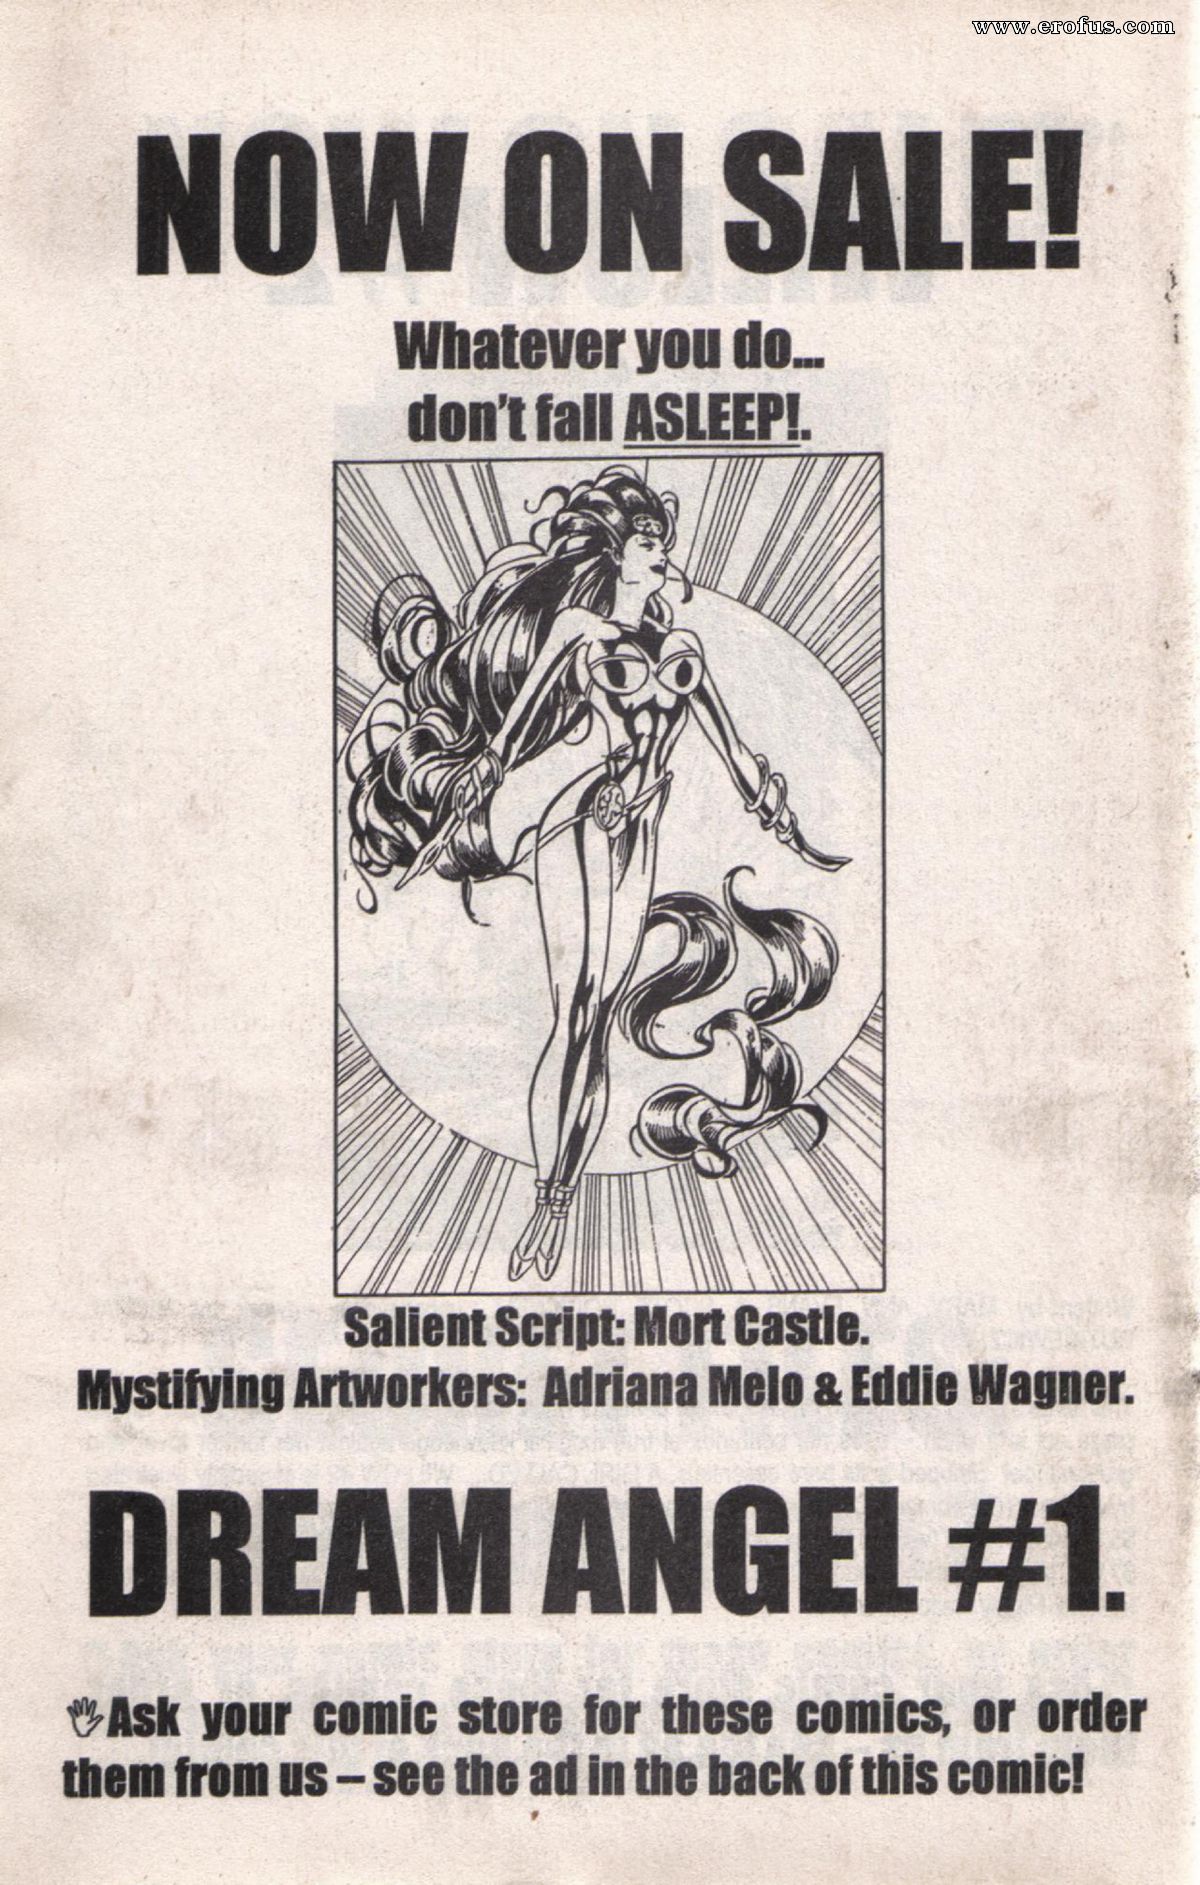 www.erofus.com
NOW ON SALE!
Whatever you do...
don't fall ASLEEP!.
Salient Script: Mort Castle.
Mystifying Artworkers: Adriana Melo & Eddie Wagner.
DREAM ANGEL #1.
Ask your comic store for these comics, or order
them from us – see the ad in the back of this comic!